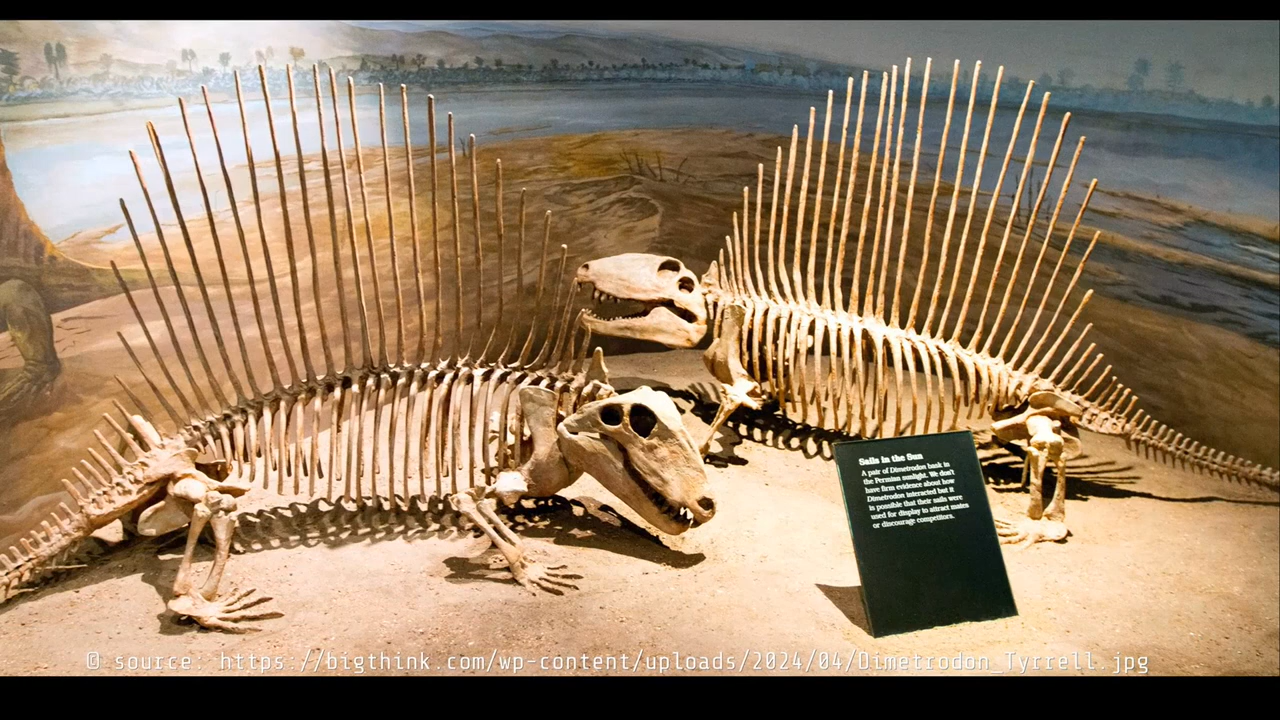 Sails in the Sun
A pair of Dimetrodon bask in
the Permian sunlight. We don't
have firm evidence about how
Dimetrodon interacted but it
is possible that their sails were
used for display to attract mates
or discourage competitors.
© source: https://bigthink.com/wp-content/uploads/2024/04/Dimetrodon_Tyrrell.jpg